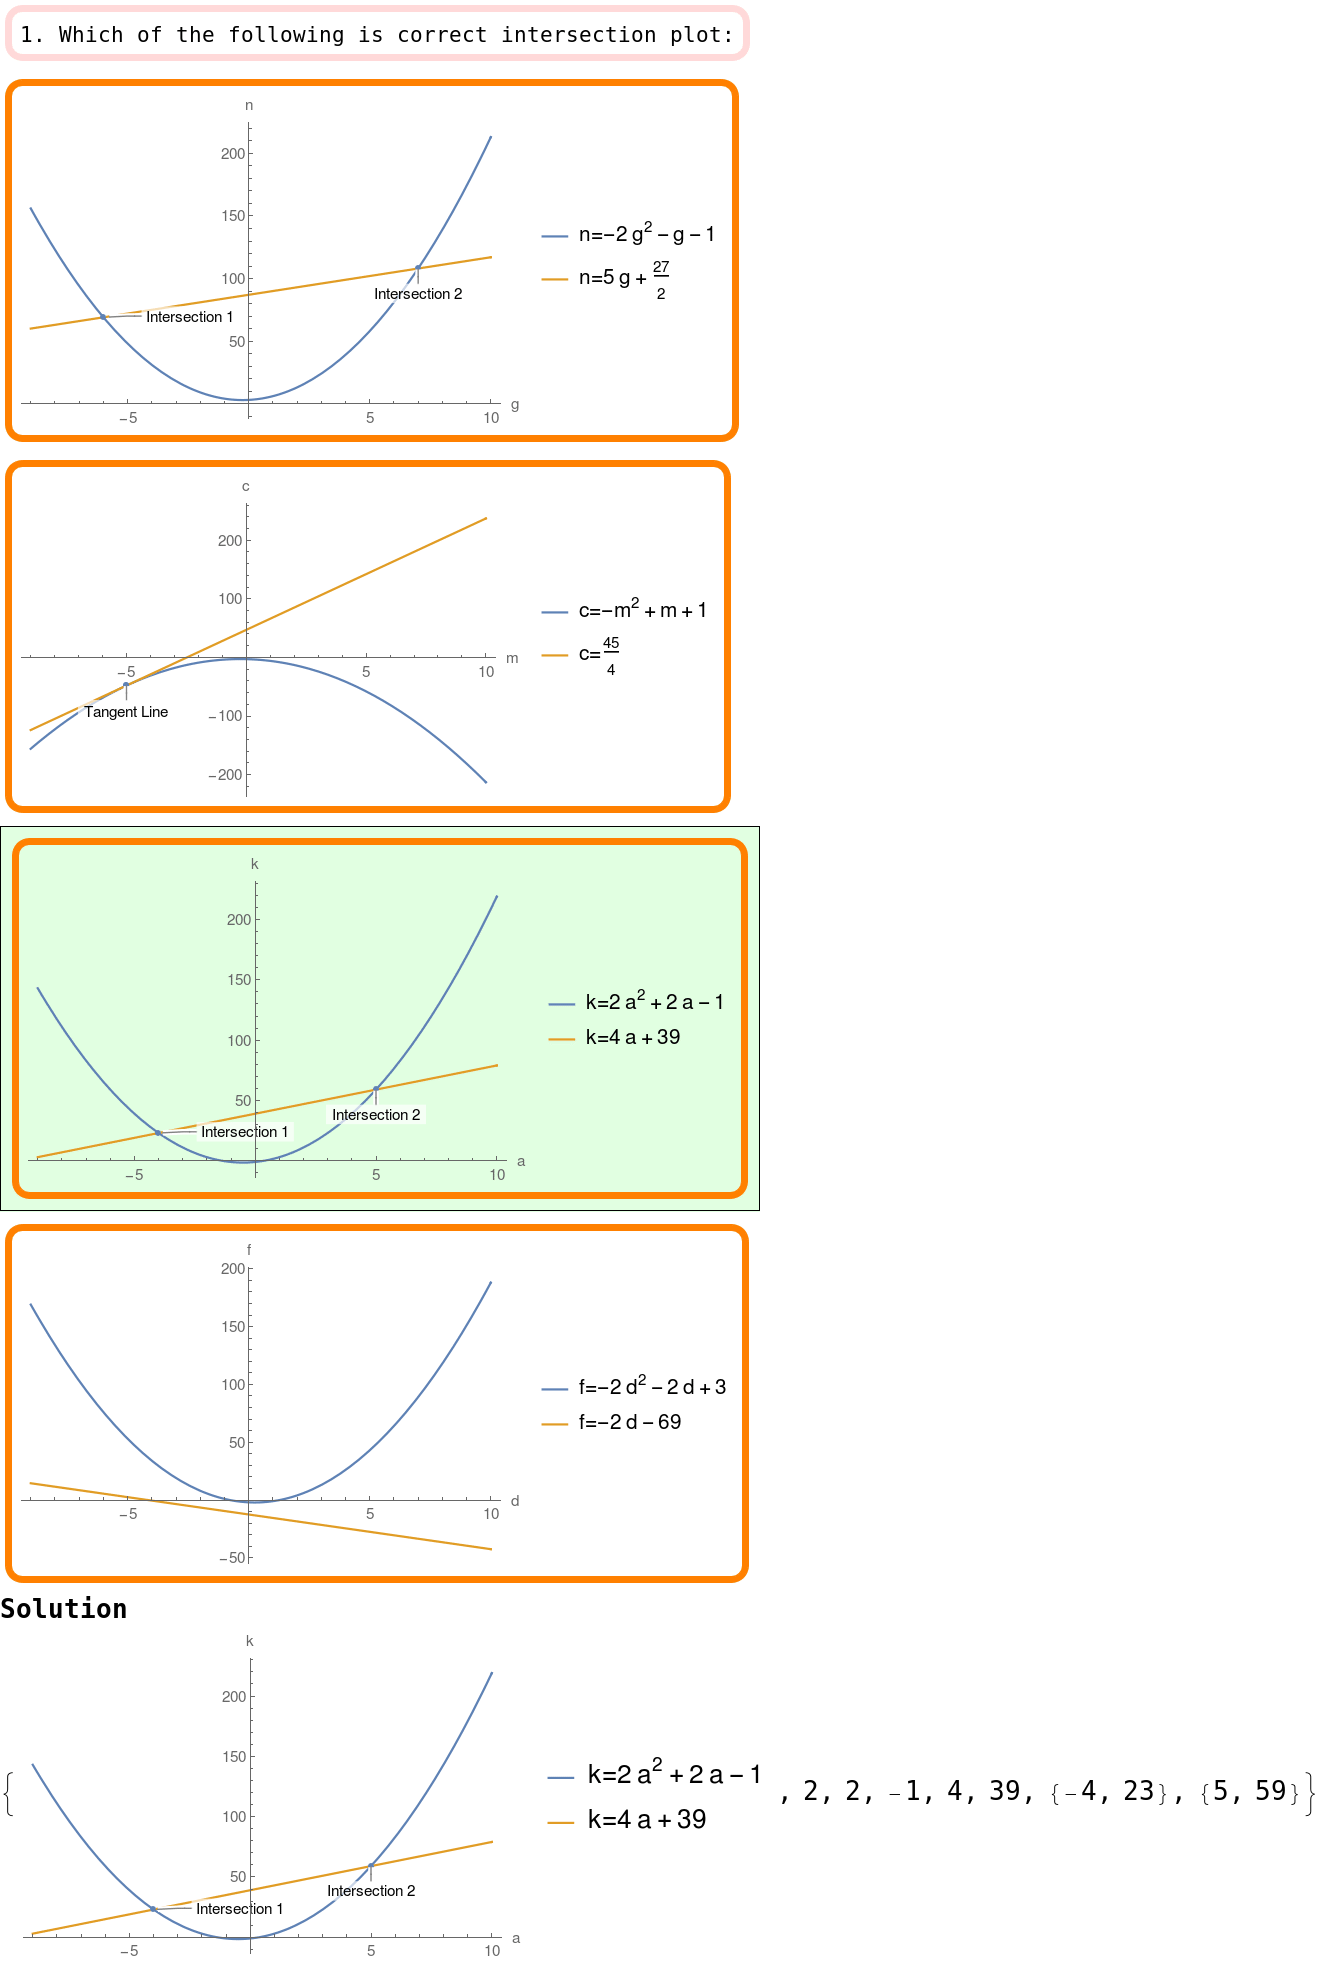 1. Which of the following is correct intersection plot:
n
200
150
100
50
−5 5 10 g
Intersection 1
Intersection 2
n=−2 g² − g − 1
n=5 g + 27/2
c
200
100
−5 5 10 m
−100
−200
Tangent Line
c=−m² + m + 1
c=45/4
k
200
150
100
50
−5 5 10 a
Intersection 2
Intersection 1
k=2 a² + 2 a − 1
k=4 a + 39
f
200
150
100
50
−5 5 10 d
−50
f=−2 d² − 2 d + 3
f=−2 d − 69
Solution
k
200
150
100
50
−5 5 10 a
Intersection 2
Intersection 1
k=2 a² + 2 a − 1
k=4 a + 39
{ , 2, 2, −1, 4, 39, {−4, 23}, {5, 59}}